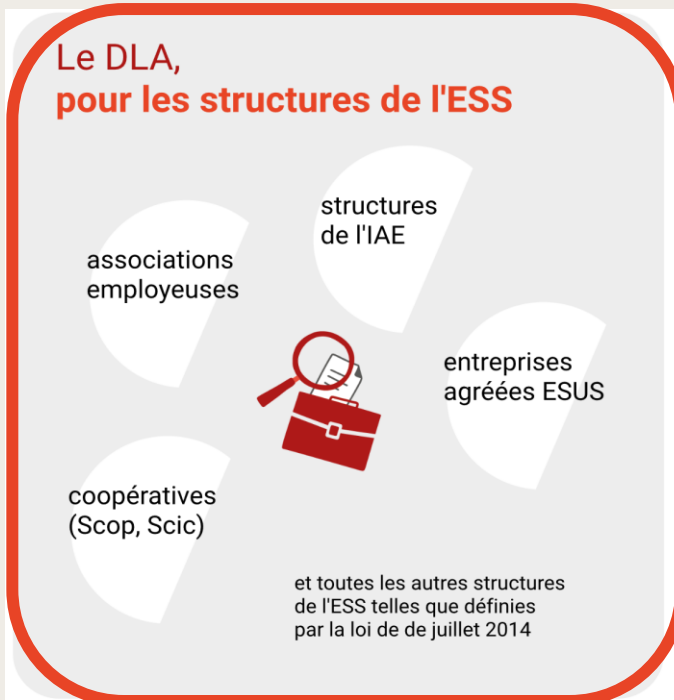 Le DLA,
pour les structures de l'ESS
structures
de l'IAE
associations
employeuses
entreprises
agréées ESUS
coopératives
(Scop, Scic)
et toutes les autres structures
de l'ESS telles que définies
par la loi de de juillet 2014